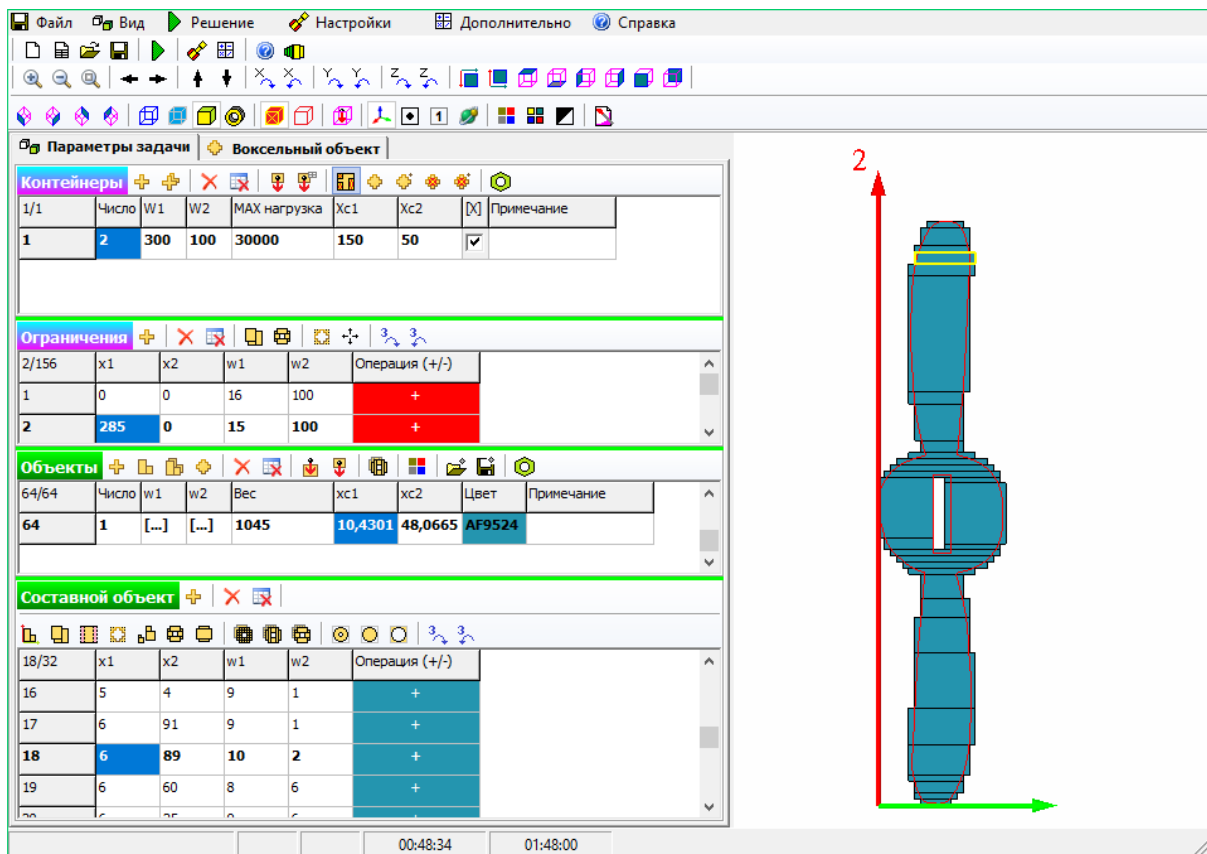 Файл Вид Решение Настройки Дополнительно Справка
Параметры задачи Воксельный объект
Контейнеры
1/1 Число W1 W2 MAX нагрузка Xc1 Xc2 [X] Примечание
1 2 300 100 30000 150 50
Ограничения
2/156 x1 x2 w1 w2 Операция (+/-)
1 0 0 16 100 +
2 285 0 15 100 +
Объекты
64/64 Число w1 w2 Вес xc1 xc2 Цвет Примечание
64 1 [...] [...] 1045 10,4301 48,0665 AF9524
Составной объект
18/32 x1 x2 w1 w2 Операция (+/-)
16 5 4 9 1 +
17 6 91 9 1 +
18 6 89 10 2 +
19 6 60 8 6 +
00:48:34 01:48:00
2